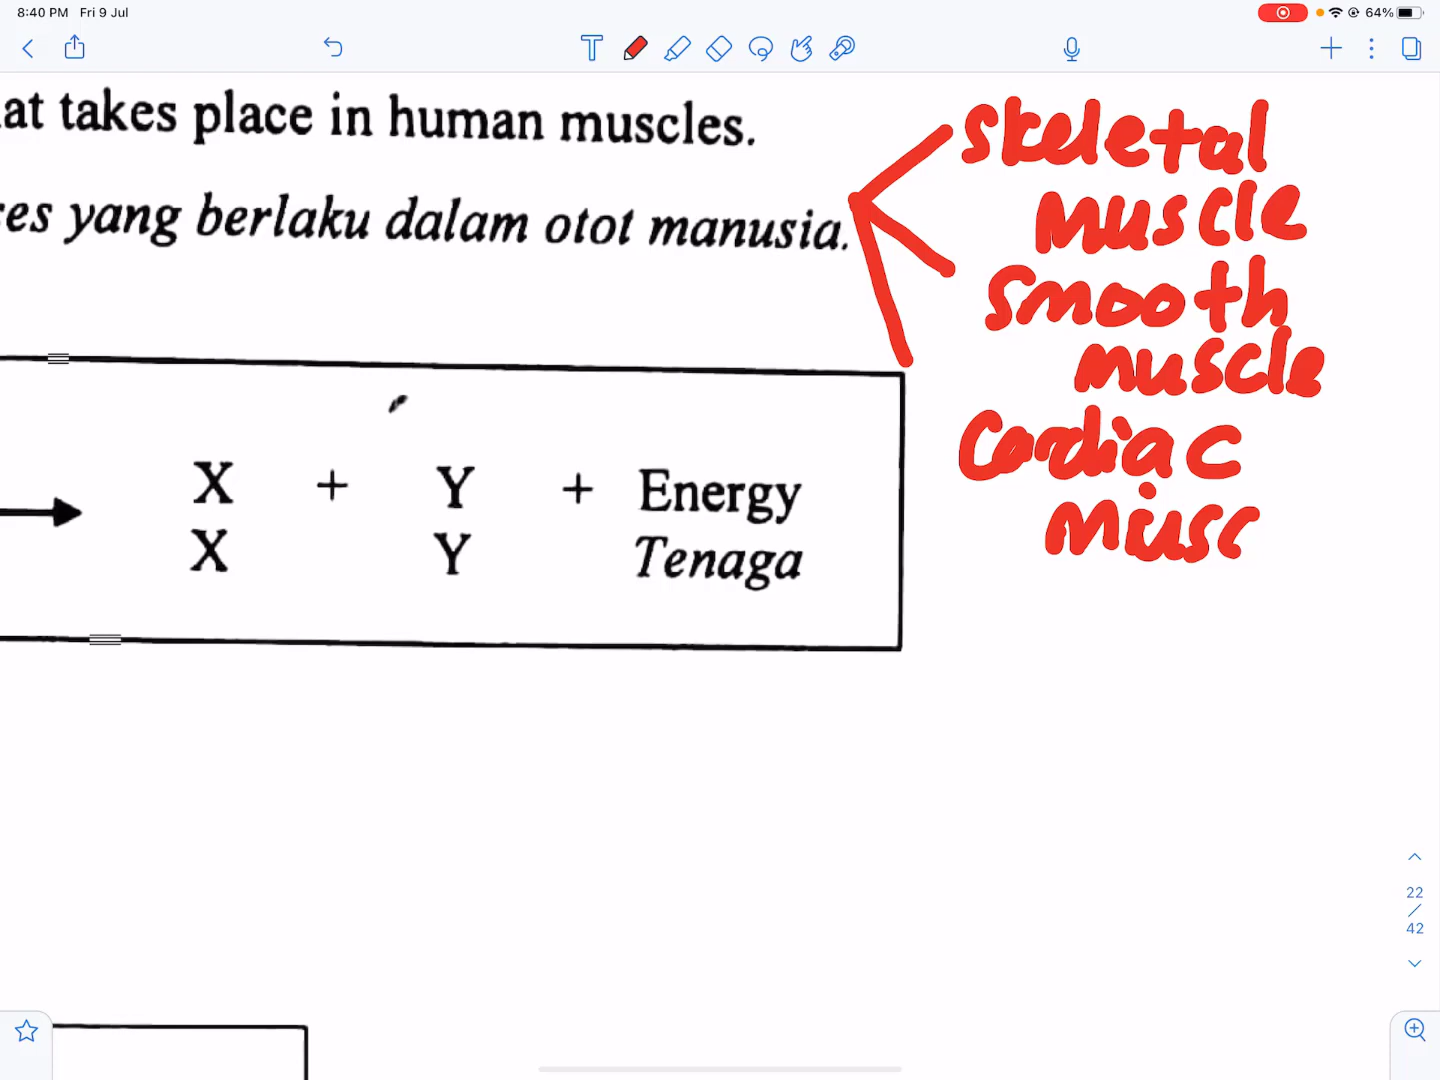 8:40 PM Fri 9 Jul
64%
at takes place in human muscles.
es yang berlaku dalam otot manusia.
skeletal
muscle
smooth
muscle
Cardiac
musc
X + Y + Energy
X Y Tenaga
22
/
42